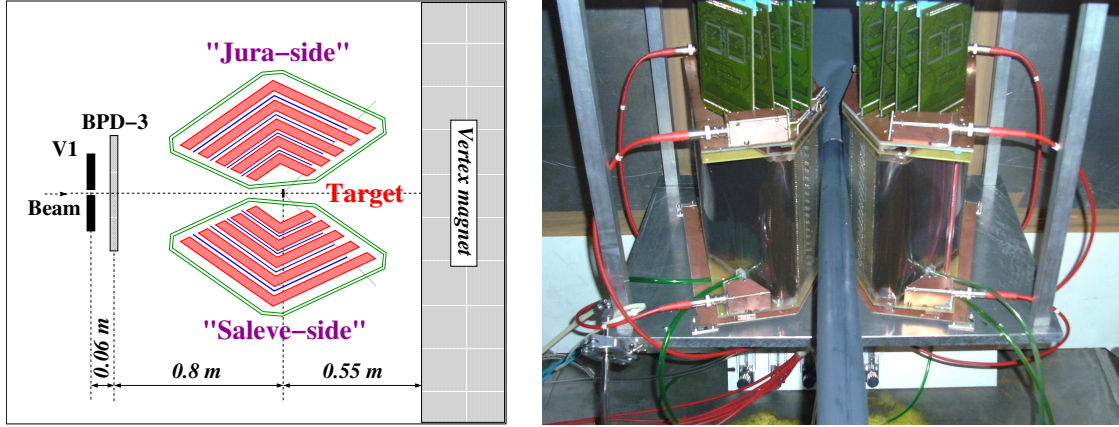 "Jura−side"
BPD−3
V1
Beam
Target
Vertex magnet
"Saleve−side"
0.06 m
0.8 m
0.55 m